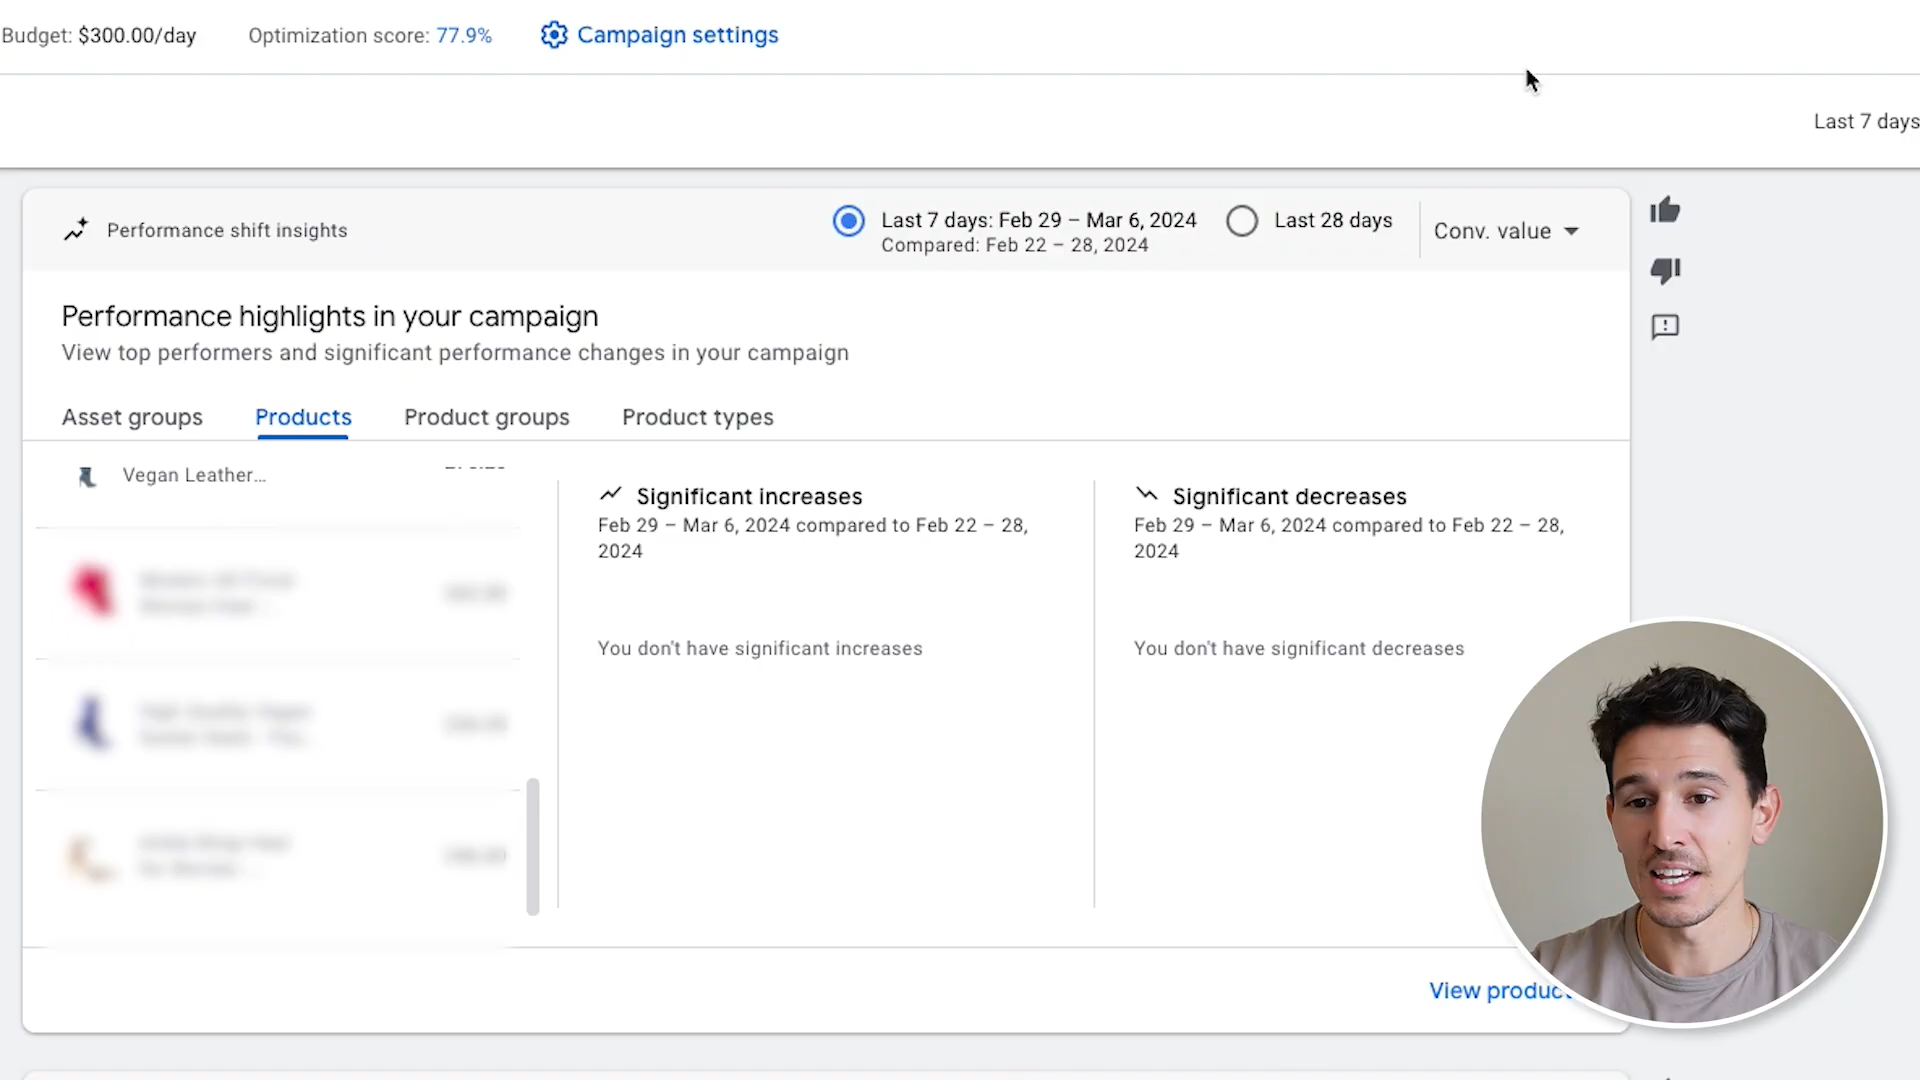 Budget: $300.00/day
Optimization score: 77.9%
Campaign settings
Last 7 days
Performance shift insights
Last 7 days: Feb 29 – Mar 6, 2024
Compared: Feb 22 – 28, 2024
Last 28 days
Conv. value
Performance highlights in your campaign
View top performers and significant performance changes in your campaign
Asset groups
Products
Product groups
Product types
Vegan Leather…
Significant increases
Feb 29 – Mar 6, 2024 compared to Feb 22 – 28,
2024
You don't have significant increases
Significant decreases
Feb 29 – Mar 6, 2024 compared to Feb 22 – 28,
2024
You don't have significant decreases
View product